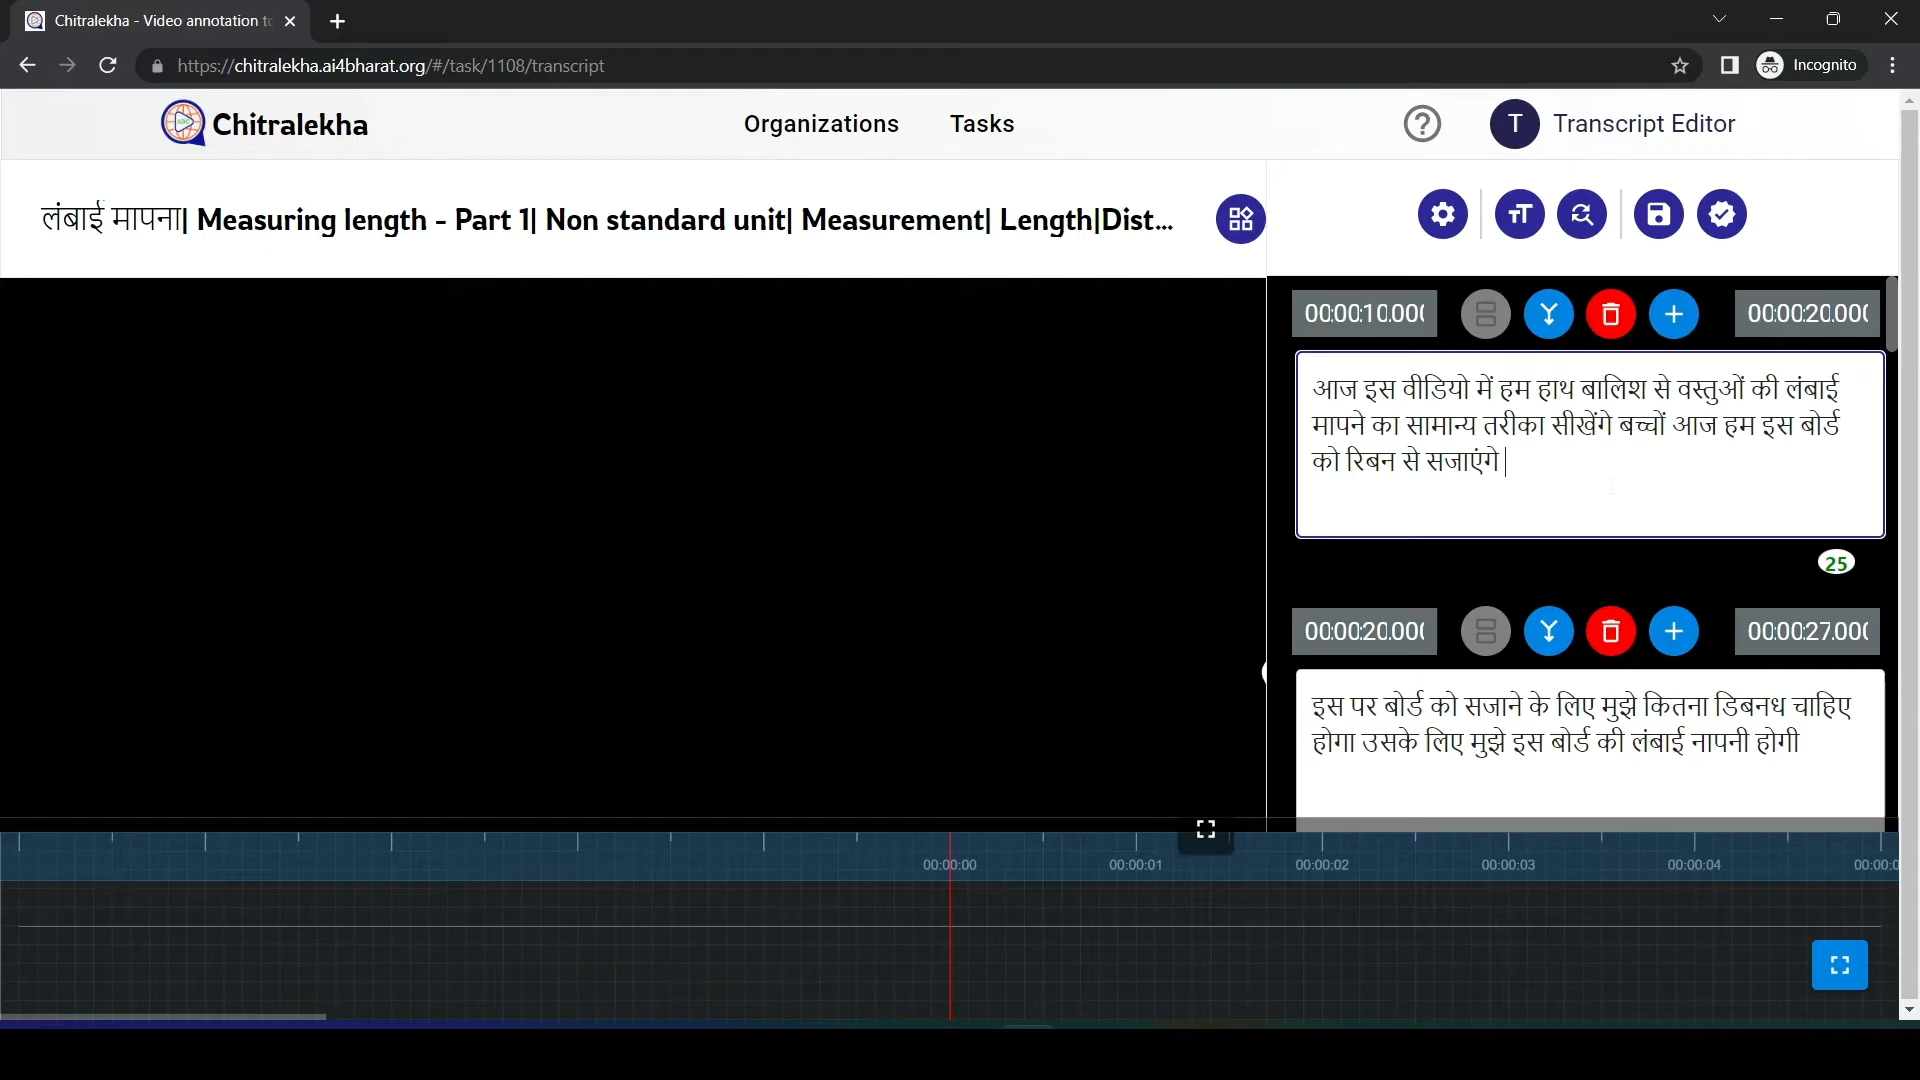 Chitralekha - Video annotation to
https://chitralekha.ai4bharat.org/#/task/1108/transcript
Incognito
Chitralekha
Organizations
Tasks
T
Transcript Editor
लंबाई मापना| Measuring length - Part 1| Non standard unit| Measurement| Length|Dist...
00:00:10.000
00:00:20.000
आज इस वीडियो में हम हाथ बालिश से वस्तुओं की लंबाई
मापने का सामान्य तरीका सीखेंगे बच्चों आज हम इस बोर्ड
को रिबन से सजाएंगे
25
00:00:20.000
00:00:27.000
इस पर बोर्ड को सजाने के लिए मुझे कितना डिबनध चाहिए
होगा उसके लिए मुझे इस बोर्ड की लंबाई नापनी होगी
00:00:00
00:00:01
00:00:02
00:00:03
00:00:04
00:00:0